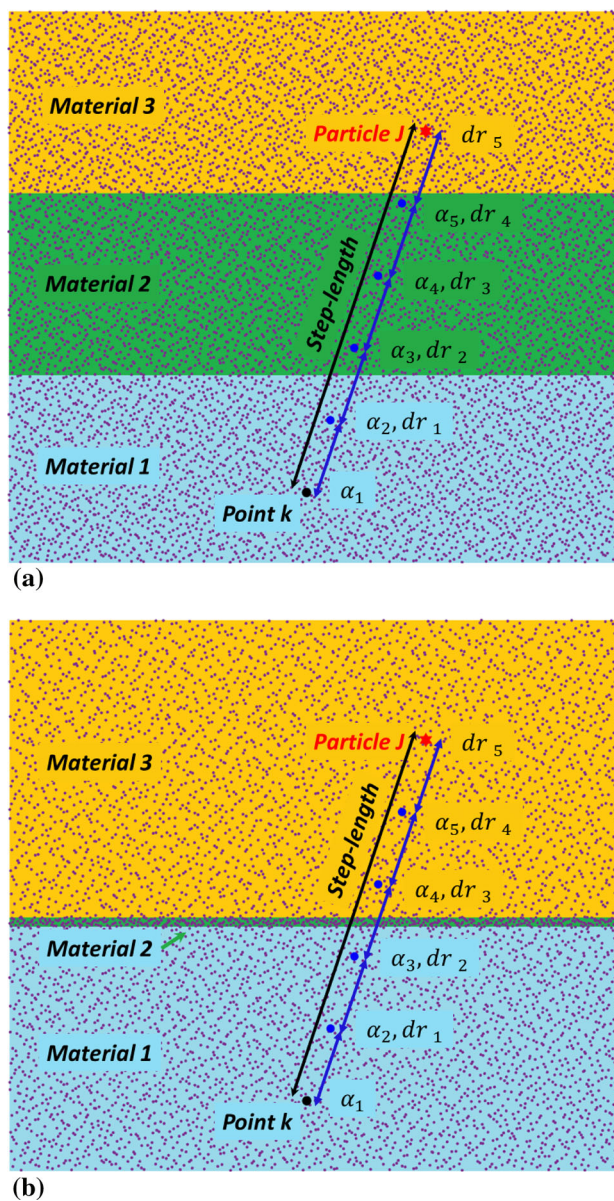 Material 3
Particle J
dr 5
α5, dr 4
Step-length
Material 2
α4, dr 3
α3, dr 2
Material 1
α2, dr 1
α1
Point k
(a)
Particle J
dr 5
Material 3
Step-length
α5, dr 4
α4, dr 3
Material 2
α3, dr 2
Material 1
α2, dr 1
α1
Point k
(b)